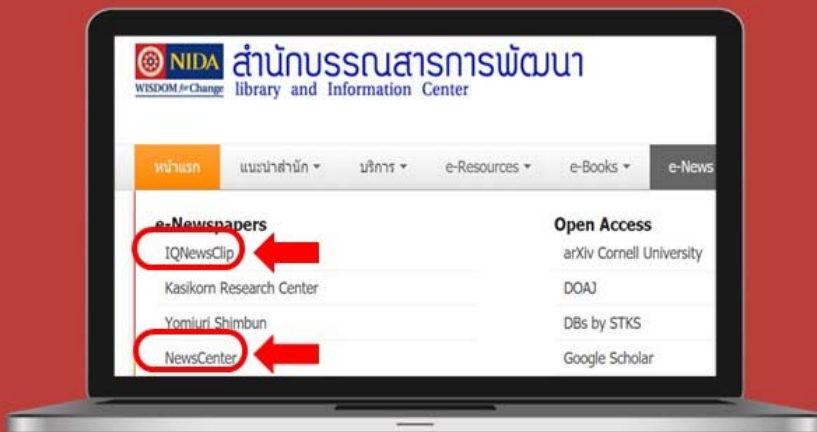 NIDA
WISDOM for Change
สำนักบรรณสารการพัฒนา
library and Information Center
หน้าแรก
แนะนำสำนัก
บริการ
e-Resources
e-Books
e-News
e-Newspapers
IQNewsClip
Kasikorn Research Center
Yomiuri Shimbun
NewsCenter
Open Access
arXiv Cornell University
DOAJ
DBs by STKS
Google Scholar